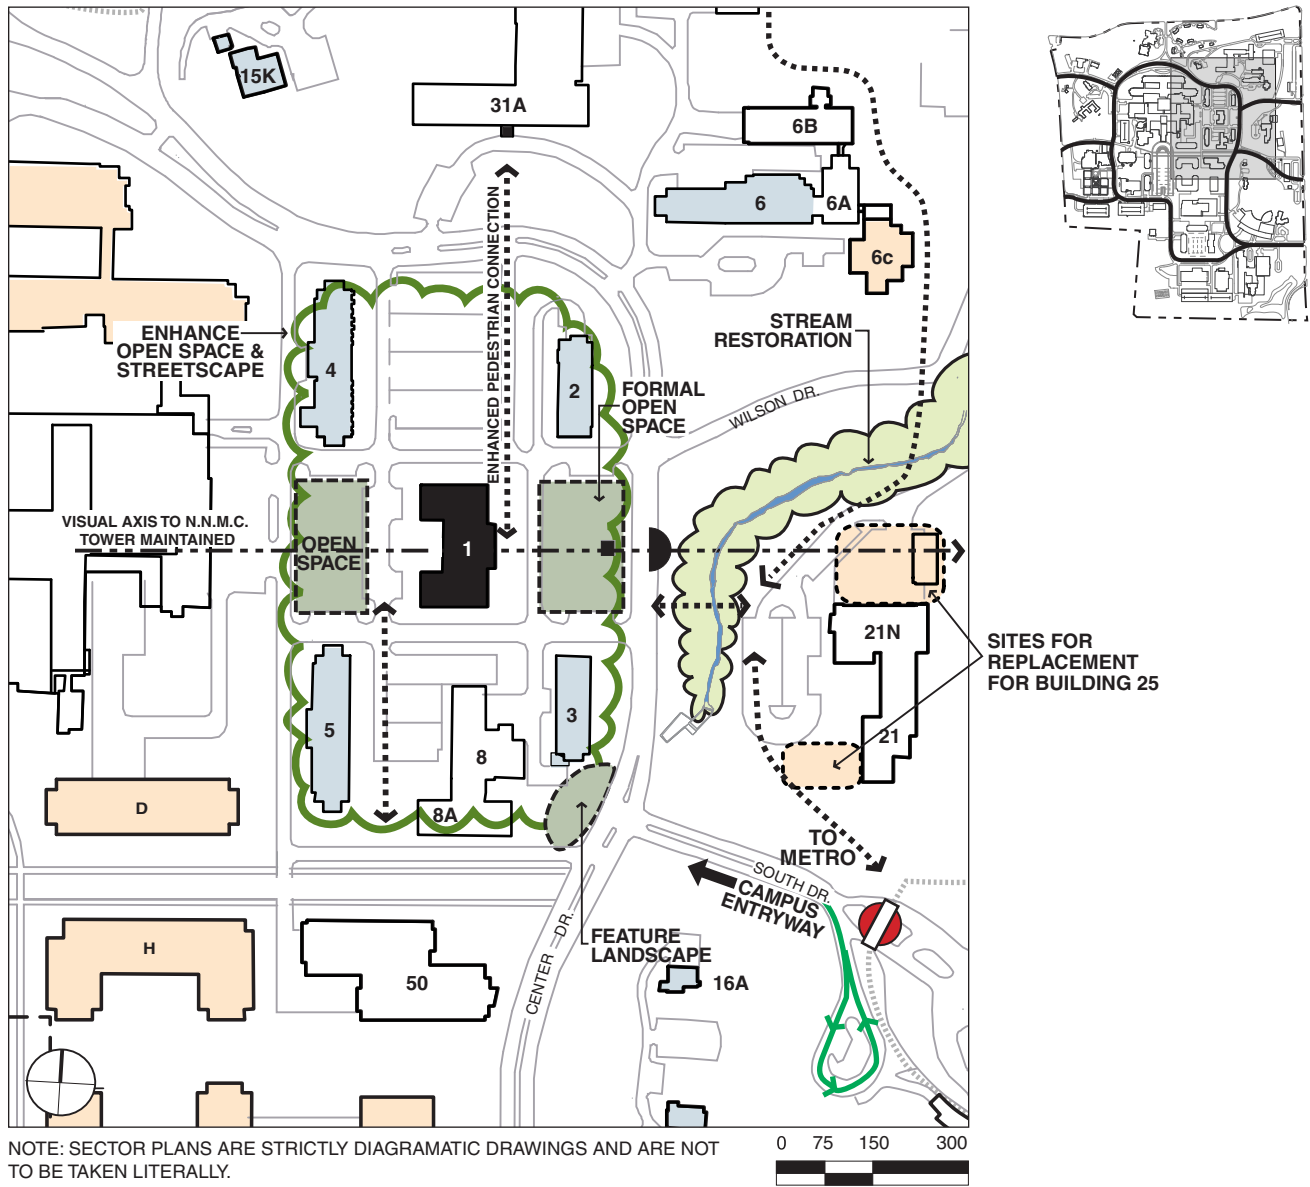 15K
31A
6B
6
6A
6c
ENHANCED PEDESTRIAN CONNECTION
STREAM
RESTORATION
ENHANCE
OPEN SPACE &
STREETSCAPE
4
2
FORMAL
OPEN
SPACE
WILSON DR.
VISUAL AXIS TO N.N.M.C.
TOWER MAINTAINED
OPEN
SPACE
1
21N
SITES FOR
REPLACEMENT
FOR BUILDING 25
5
3
8
21
D
8A
TO
METRO
SOUTH DR.
CAMPUS
ENTRYWAY
H
50
CENTER DR.
FEATURE
LANDSCAPE
16A
NOTE: SECTOR PLANS ARE STRICTLY DIAGRAMATIC DRAWINGS AND ARE NOT
TO BE TAKEN LITERALLY.
0 75 150 300